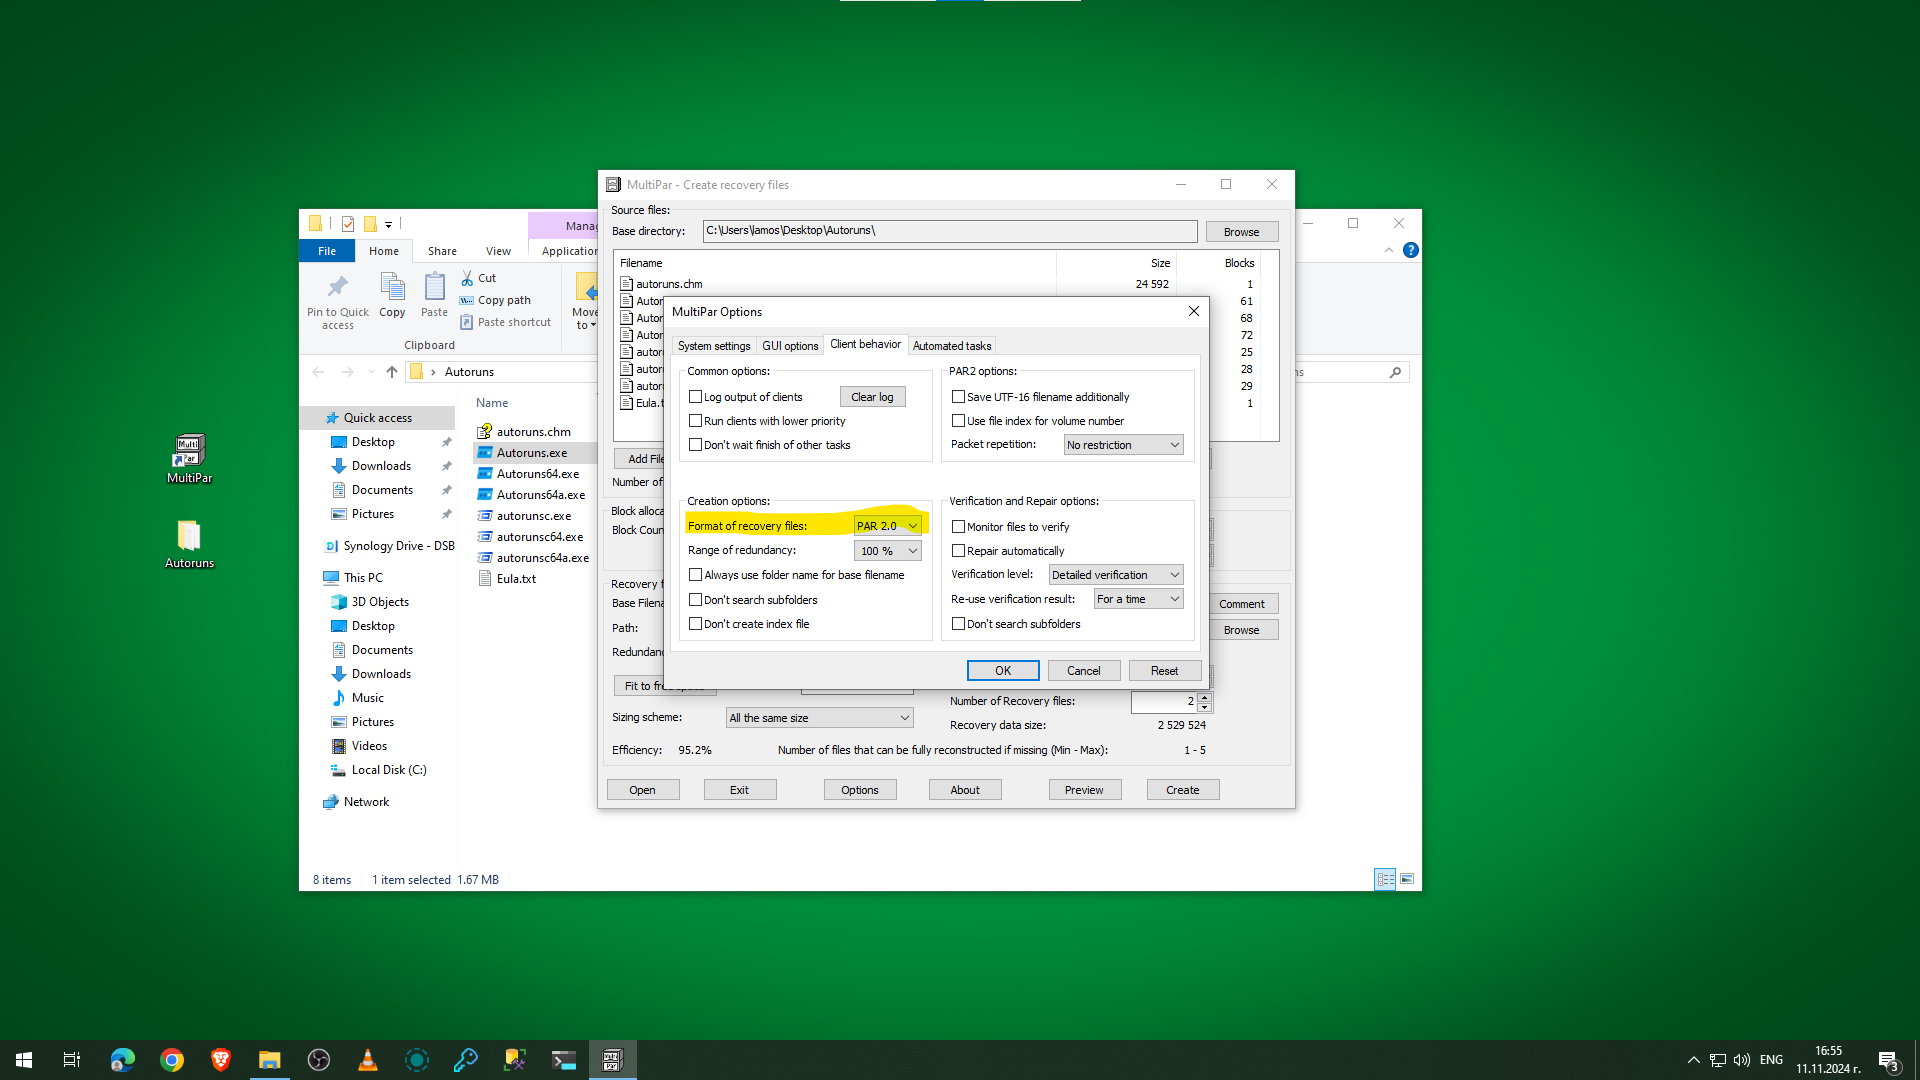 MultiPar
Autoruns
Manag
File
Home
Share
View
Application
Pin to Quick access
Copy
Paste
Cut
Copy path
Paste shortcut
Move to
Clipboard
Autoruns
ns
Quick access
Desktop
Downloads
Documents
Pictures
Synology Drive - DSB
This PC
3D Objects
Desktop
Documents
Downloads
Music
Pictures
Videos
Local Disk (C:)
Network
Name
autoruns.chm
Autoruns.exe
Autoruns64.exe
Autoruns64a.exe
autorunsc.exe
autorunsc64.exe
autorunsc64a.exe
Eula.txt
8 items 1 item selected 1.67 MB
MultiPar - Create recovery files
Source files:
Base directory: C:\Users\lamos\Desktop\Autoruns\ Browse
Filename Size Blocks
autoruns.chm 24 592 1
Autor 61
Autor 68
Autor 72
autor 25
autor 28
autor 29
Eula.t 1
Add File
Number of
Block alloca
Block Coun
Recovery f
Base Filena Comment
Path: Browse
Redundanc
Fit to free space
Number of Recovery files: 2
Sizing scheme: All the same size
Recovery data size: 2 529 524
Efficiency: 95.2% Number of files that can be fully reconstructed if missing (Min - Max): 1 - 5
Open Exit Options About Preview Create
MultiPar Options
System settings GUI options Client behavior Automated tasks
Common options:
Log output of clients Clear log
Run clients with lower priority
Don't wait finish of other tasks
PAR2 options:
Save UTF-16 filename additionally
Use file index for volume number
Packet repetition: No restriction
Creation options:
Format of recovery files: PAR 2.0
Range of redundancy: 100 %
Always use folder name for base filename
Don't search subfolders
Don't create index file
Verification and Repair options:
Monitor files to verify
Repair automatically
Verification level: Detailed verification
Re-use verification result: For a time
Don't search subfolders
OK Cancel Reset
ENG
16:55
11.11.2024 г.
3